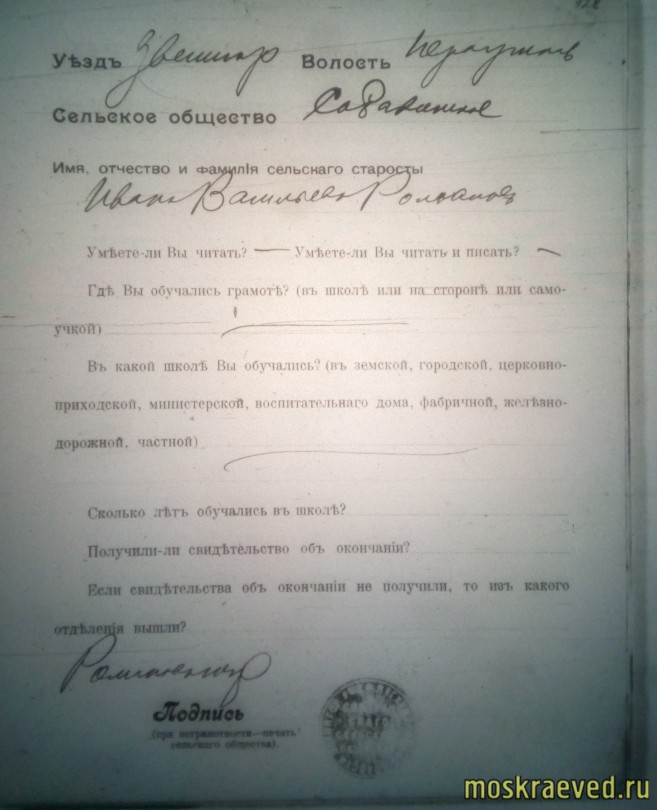 Уѣздъ Звенигор Волость
Сельское общество
Имя, отчество и фамилія сельскаго старосты
Иванъ Васильевъ
Умѣете-ли Вы читать? — Умѣете-ли Вы читать и писать? —
Гдѣ Вы обучались грамотѣ? (въ школѣ или на сторонѣ или само-
учкой)
Въ какой школѣ Вы обучались? (въ земской, городской, церковно-
приходской, министерской, воспитательнаго дома, фабричной, желѣзно-
дорожной, частной)
Сколько лѣтъ обучались въ школѣ?
Получили-ли свидѣтельство объ окончаніи?
Если свидѣтельства объ окончаніи не получили, то изъ какого
отдѣленія вышли?
Подпись
(при неграмотности—печать
сельскаго общества).
moskraeved.ru